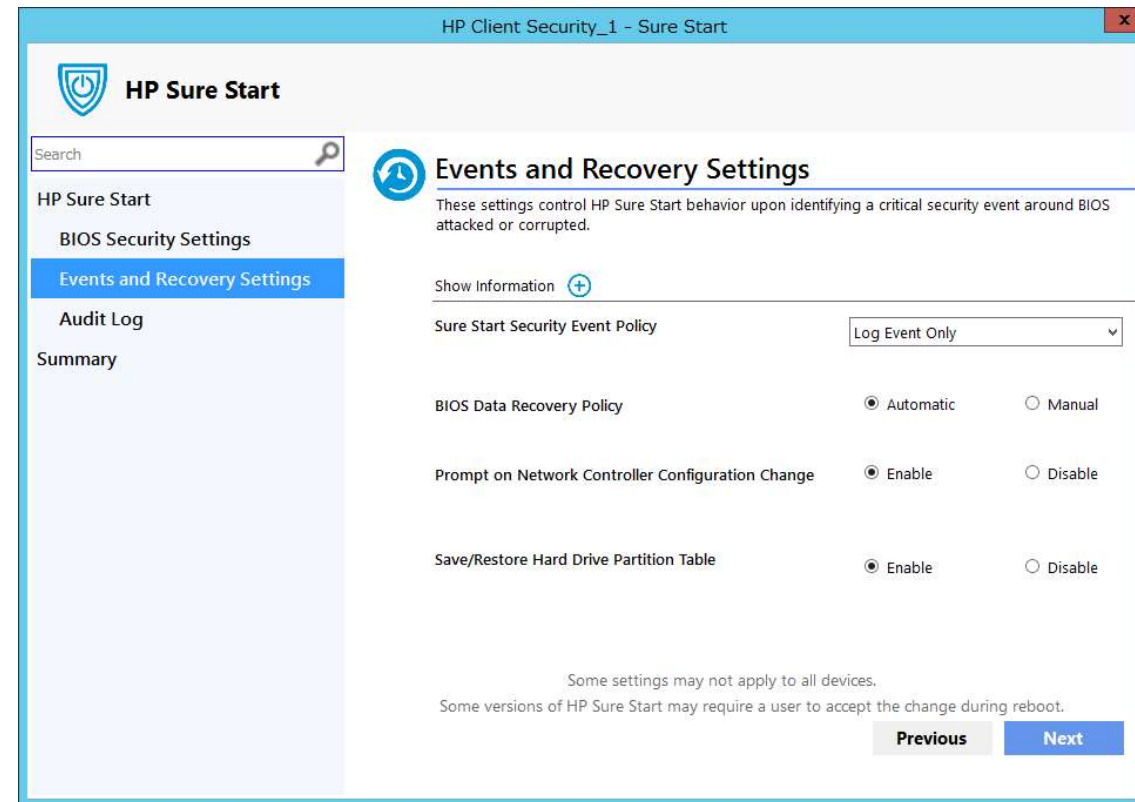 HP Client Security_1 - Sure Start
x
HP Sure Start
Search
HP Sure Start
BIOS Security Settings
Events and Recovery Settings
Audit Log
Summary
Events and Recovery Settings
These settings control HP Sure Start behavior upon identifying a critical security event around BIOS
attacked or corrupted.
Show Information
Sure Start Security Event Policy
Log Event Only
BIOS Data Recovery Policy
Automatic
Manual
Prompt on Network Controller Configuration Change
Enable
Disable
Save/Restore Hard Drive Partition Table
Enable
Disable
Some settings may not apply to all devices.
Some versions of HP Sure Start may require a user to accept the change during reboot.
Previous
Next